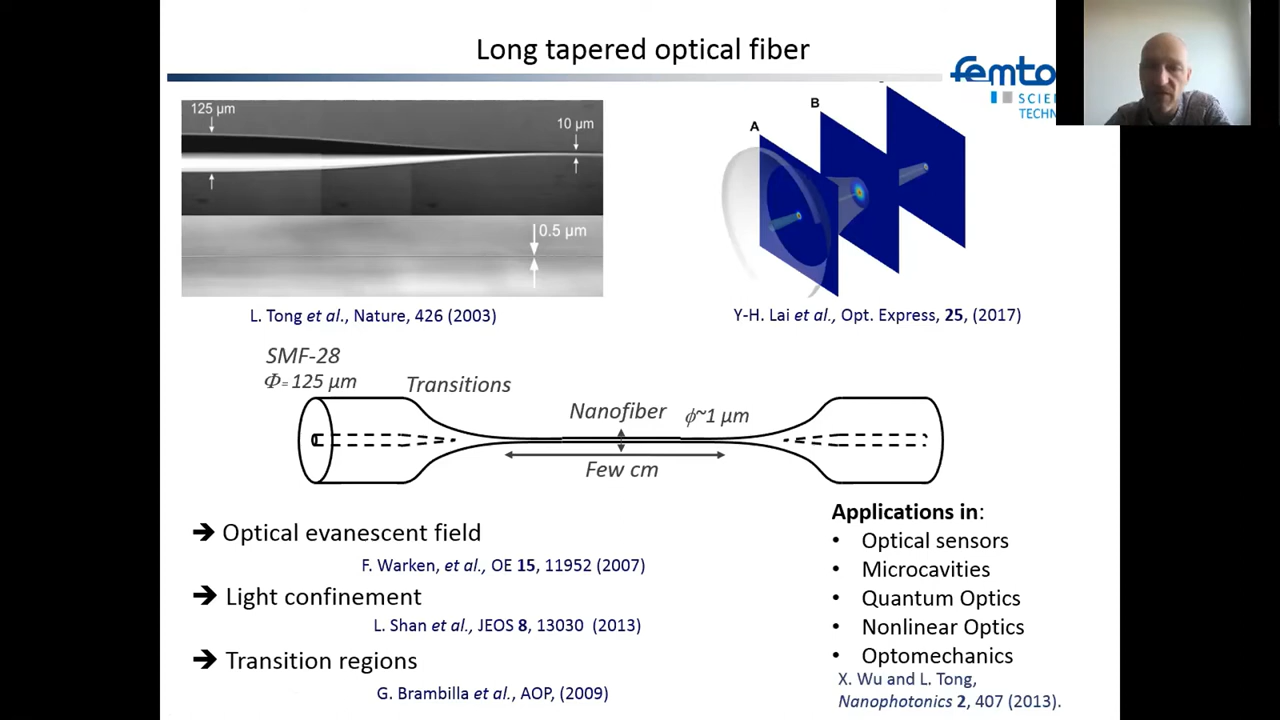 Long tapered optical fiber
femto
SCIEN
TECHN
125 µm
10 µm
0.5 µm
A
B
L. Tong et al., Nature, 426 (2003)
Y-H. Lai et al., Opt. Express, 25, (2017)
SMF-28
Φ= 125 µm
Transitions
Nanofiber
ϕ~1 µm
Few cm
➔ Optical evanescent field
F. Warken, et al., OE 15, 11952 (2007)
➔ Light confinement
L. Shan et al., JEOS 8, 13030 (2013)
➔ Transition regions
G. Brambilla et al., AOP, (2009)
Applications in:
• Optical sensors
• Microcavities
• Quantum Optics
• Nonlinear Optics
• Optomechanics
X. Wu and L. Tong,
Nanophotonics 2, 407 (2013).